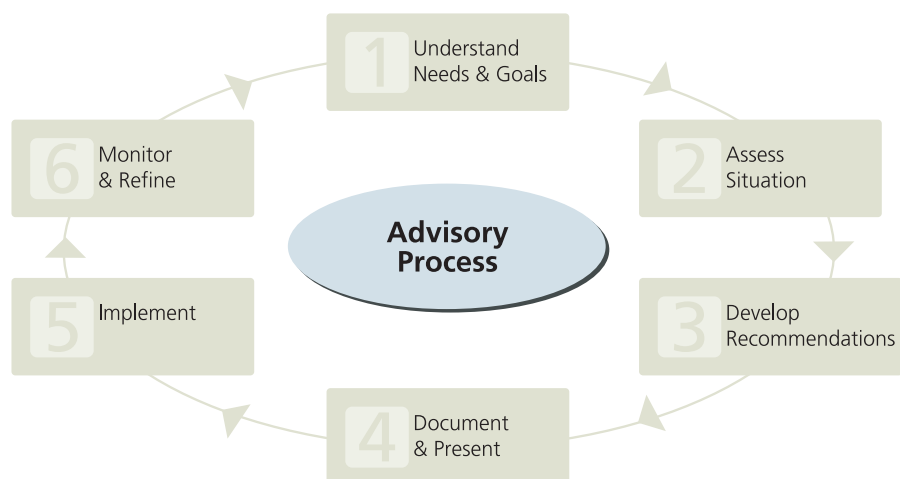 1
Understand
Needs & Goals
2
Assess
Situation
3
Develop
Recommendations
4
Document
& Present
5
Implement
6
Monitor
& Refine
Advisory
Process